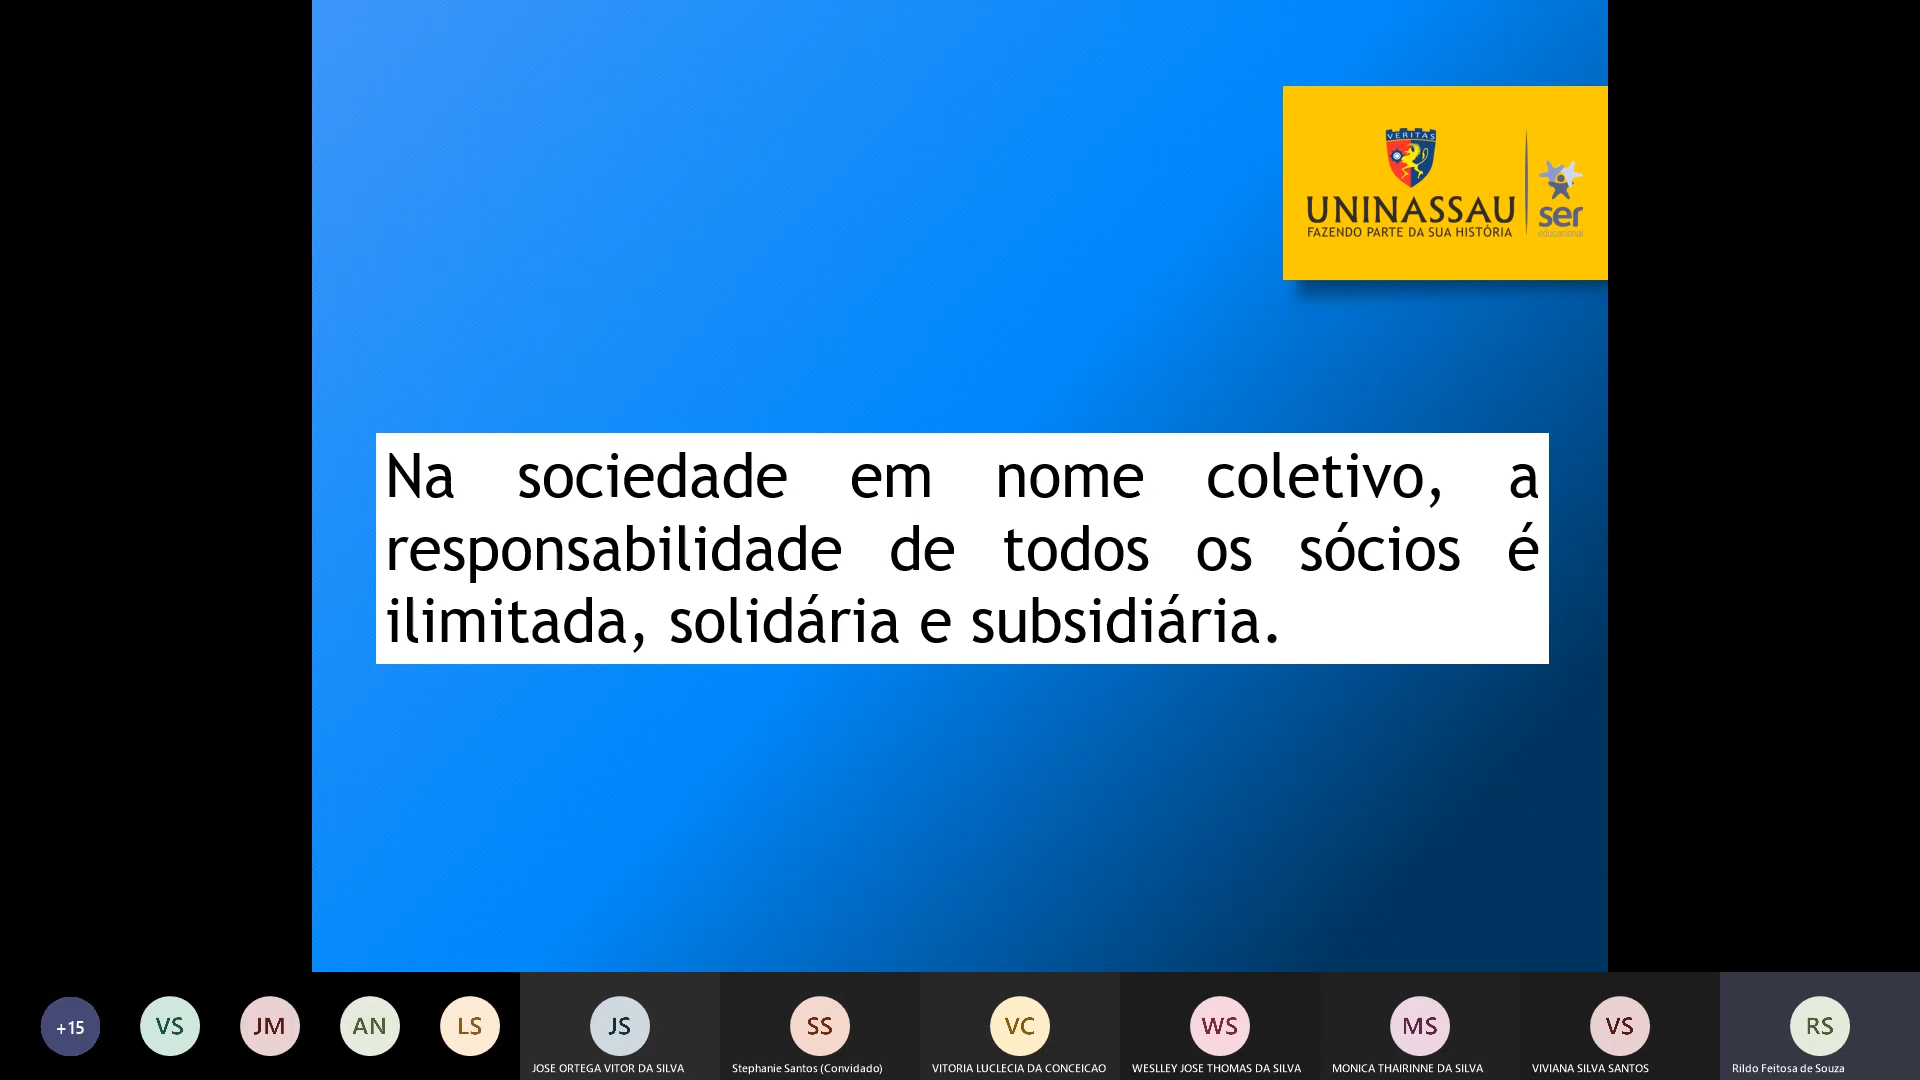 VERITAS
UNINASSAU
FAZENDO PARTE DA SUA HISTÓRIA
ser
educacional
Na sociedade em nome coletivo, a
responsabilidade de todos os sócios é
ilimitada, solidária e subsidiária.
+15
VS
JM
AN
LS
JS
SS
VC
WS
MS
VS
RS
JOSE ORTEGA VITOR DA SILVA
Stephanie Santos (Convidado)
VITORIA LUCLECIA DA CONCEICAO
WESLLEY JOSE THOMAS DA SILVA
MONICA THAIRINNE DA SILVA
VIVIANA SILVA SANTOS
Rildo Feitosa de Souza